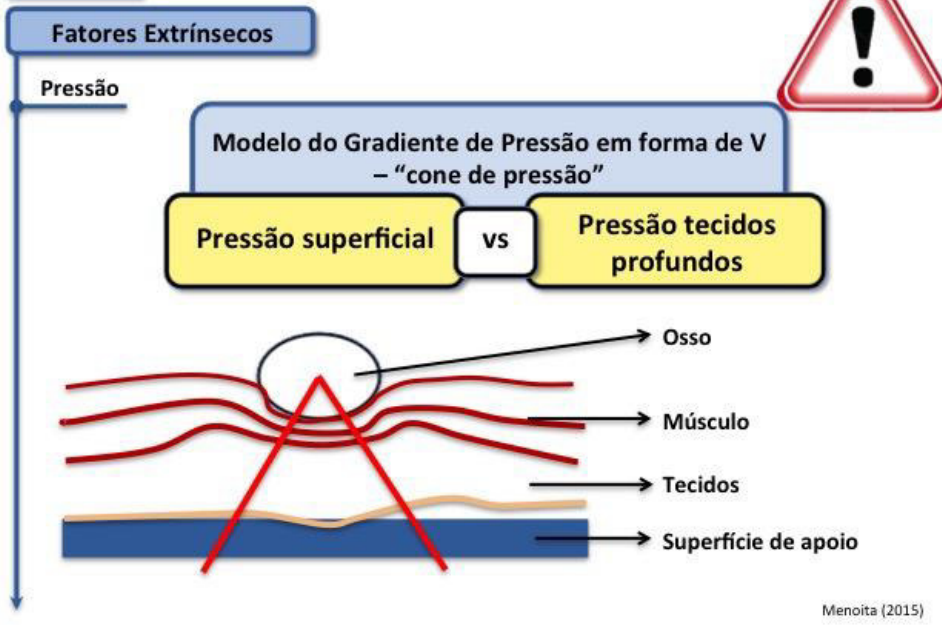 Fatores Extrínsecos
Pressão
Modelo do Gradiente de Pressão em forma de V
– “cone de pressão”
Pressão superficial
vs
Pressão tecidos
profundos
Osso
Músculo
Tecidos
Superfície de apoio
Menoita (2015)